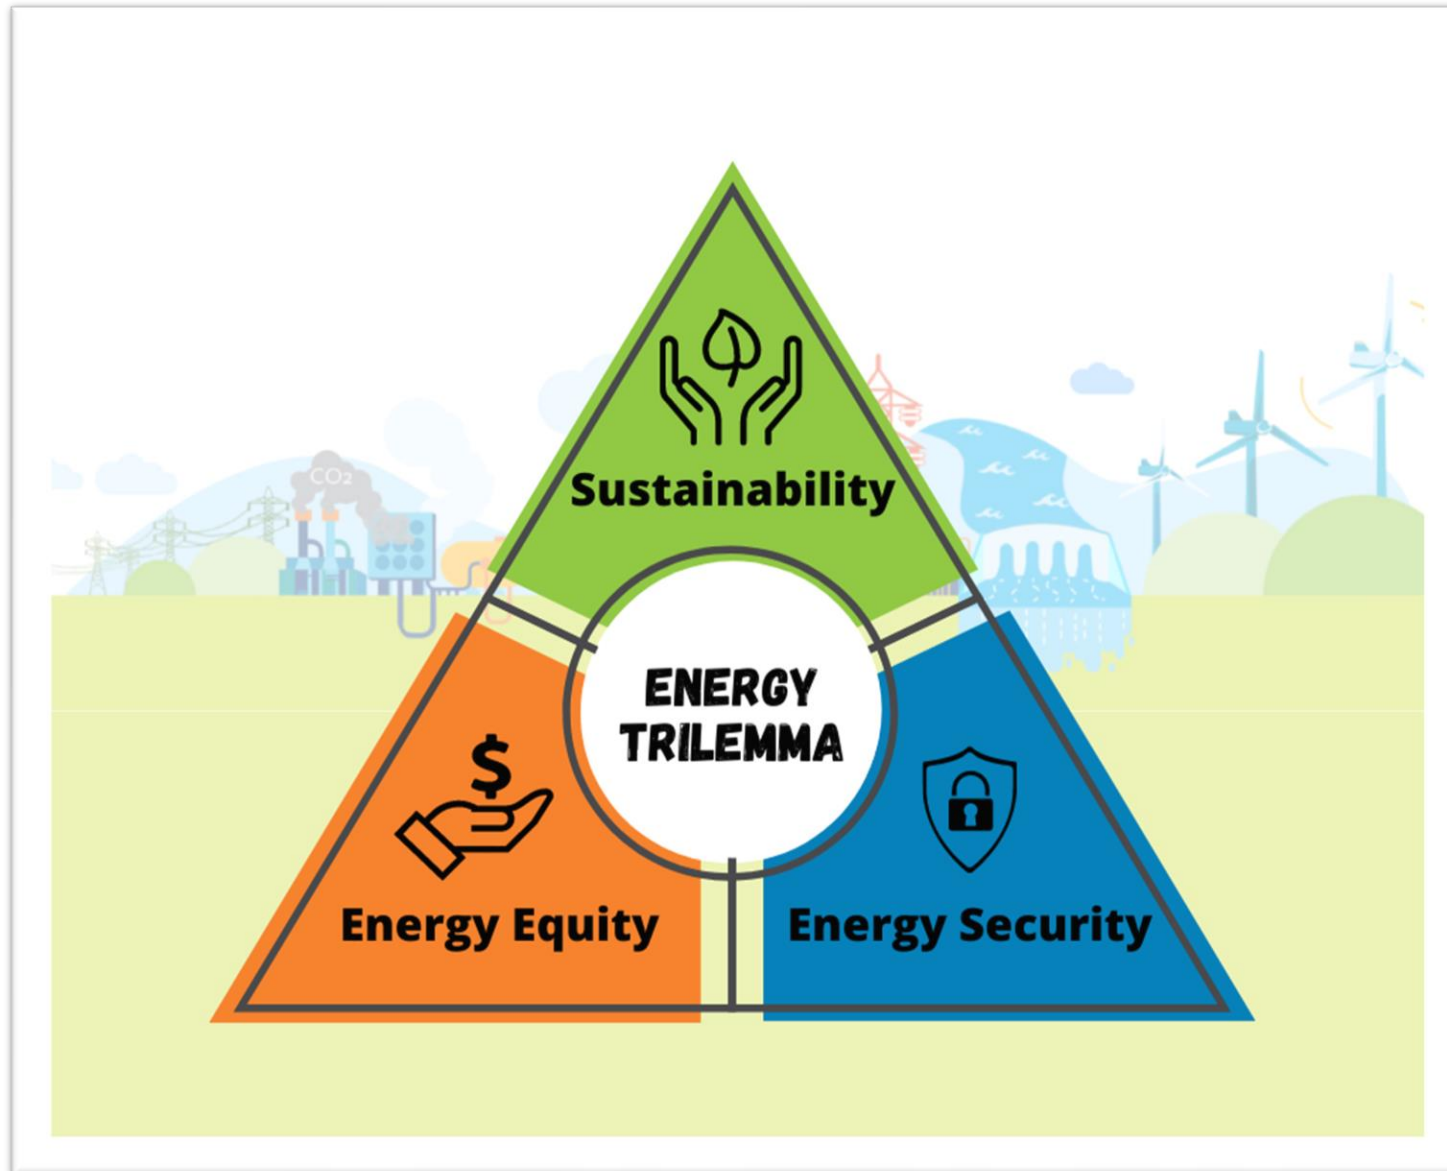 CO2
Sustainability
ENERGY
TRILEMMA
$
Energy Equity
Energy Security